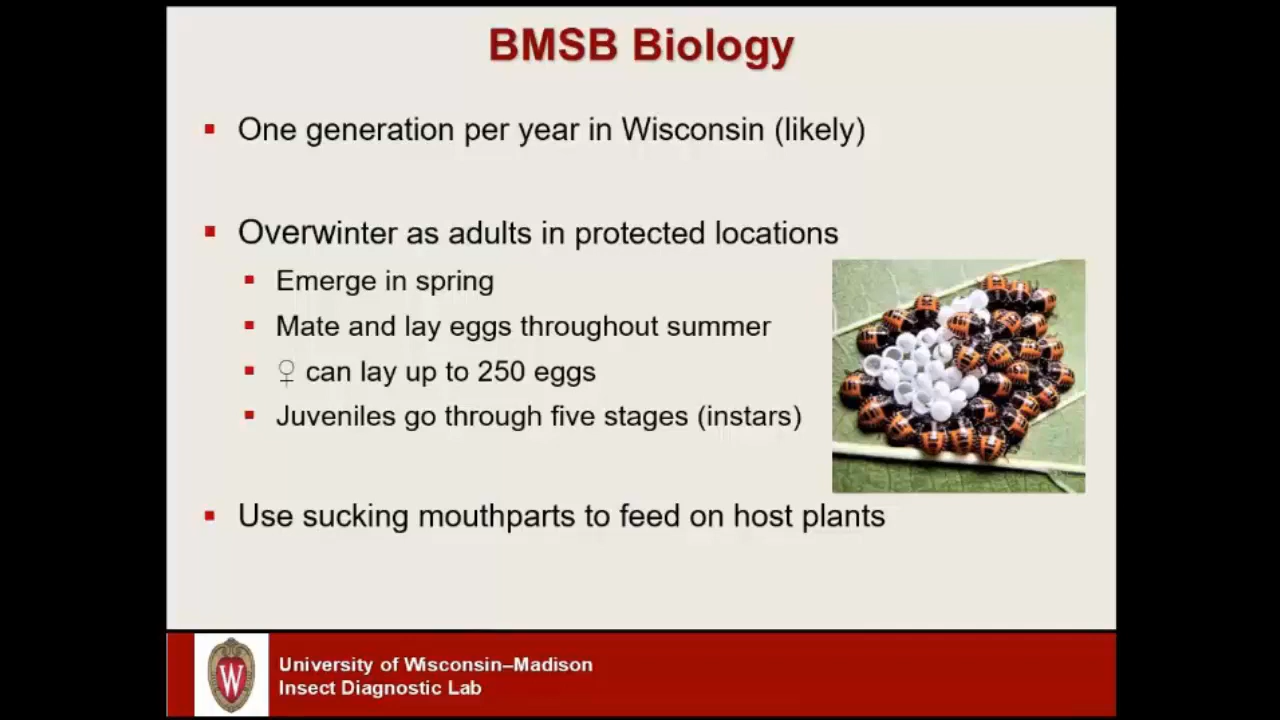 BMSB Biology
One generation per year in Wisconsin (likely)
Overwinter as adults in protected locations
Emerge in spring
Mate and lay eggs throughout summer
♀ can lay up to 250 eggs
Juveniles go through five stages (instars)
Use sucking mouthparts to feed on host plants
W
University of Wisconsin–Madison
Insect Diagnostic Lab